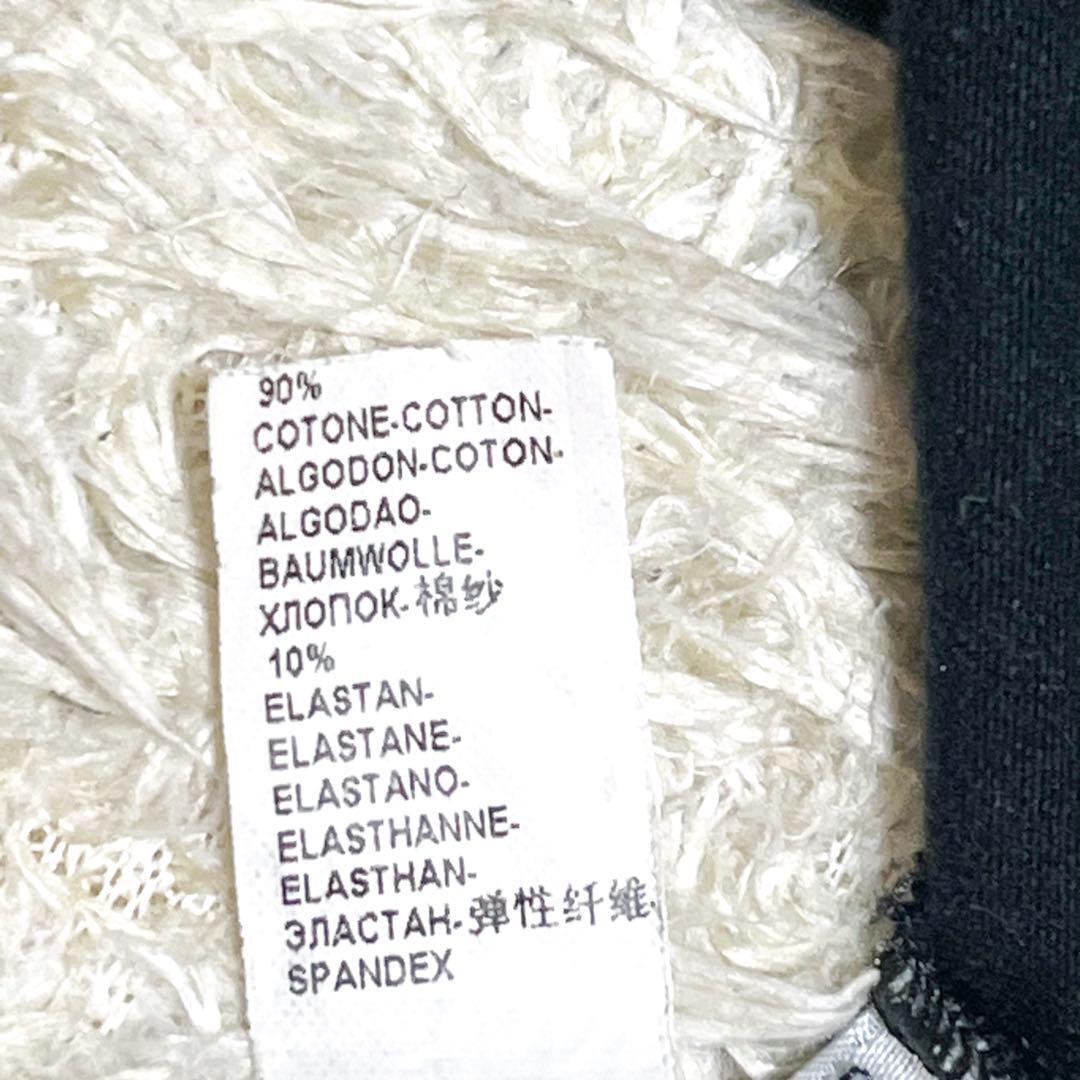 90%
COTONE-COTTON-
ALGODON-COTON-
ALGODAO-
BAUMWOLLE-
ХЛОПОК-棉纱
10%
ELASTAN-
ELASTANE-
ELASTANO-
ELASTHANNE-
ELASTHAN-
ЭЛАСТАН-弹性纤维-
SPANDEX